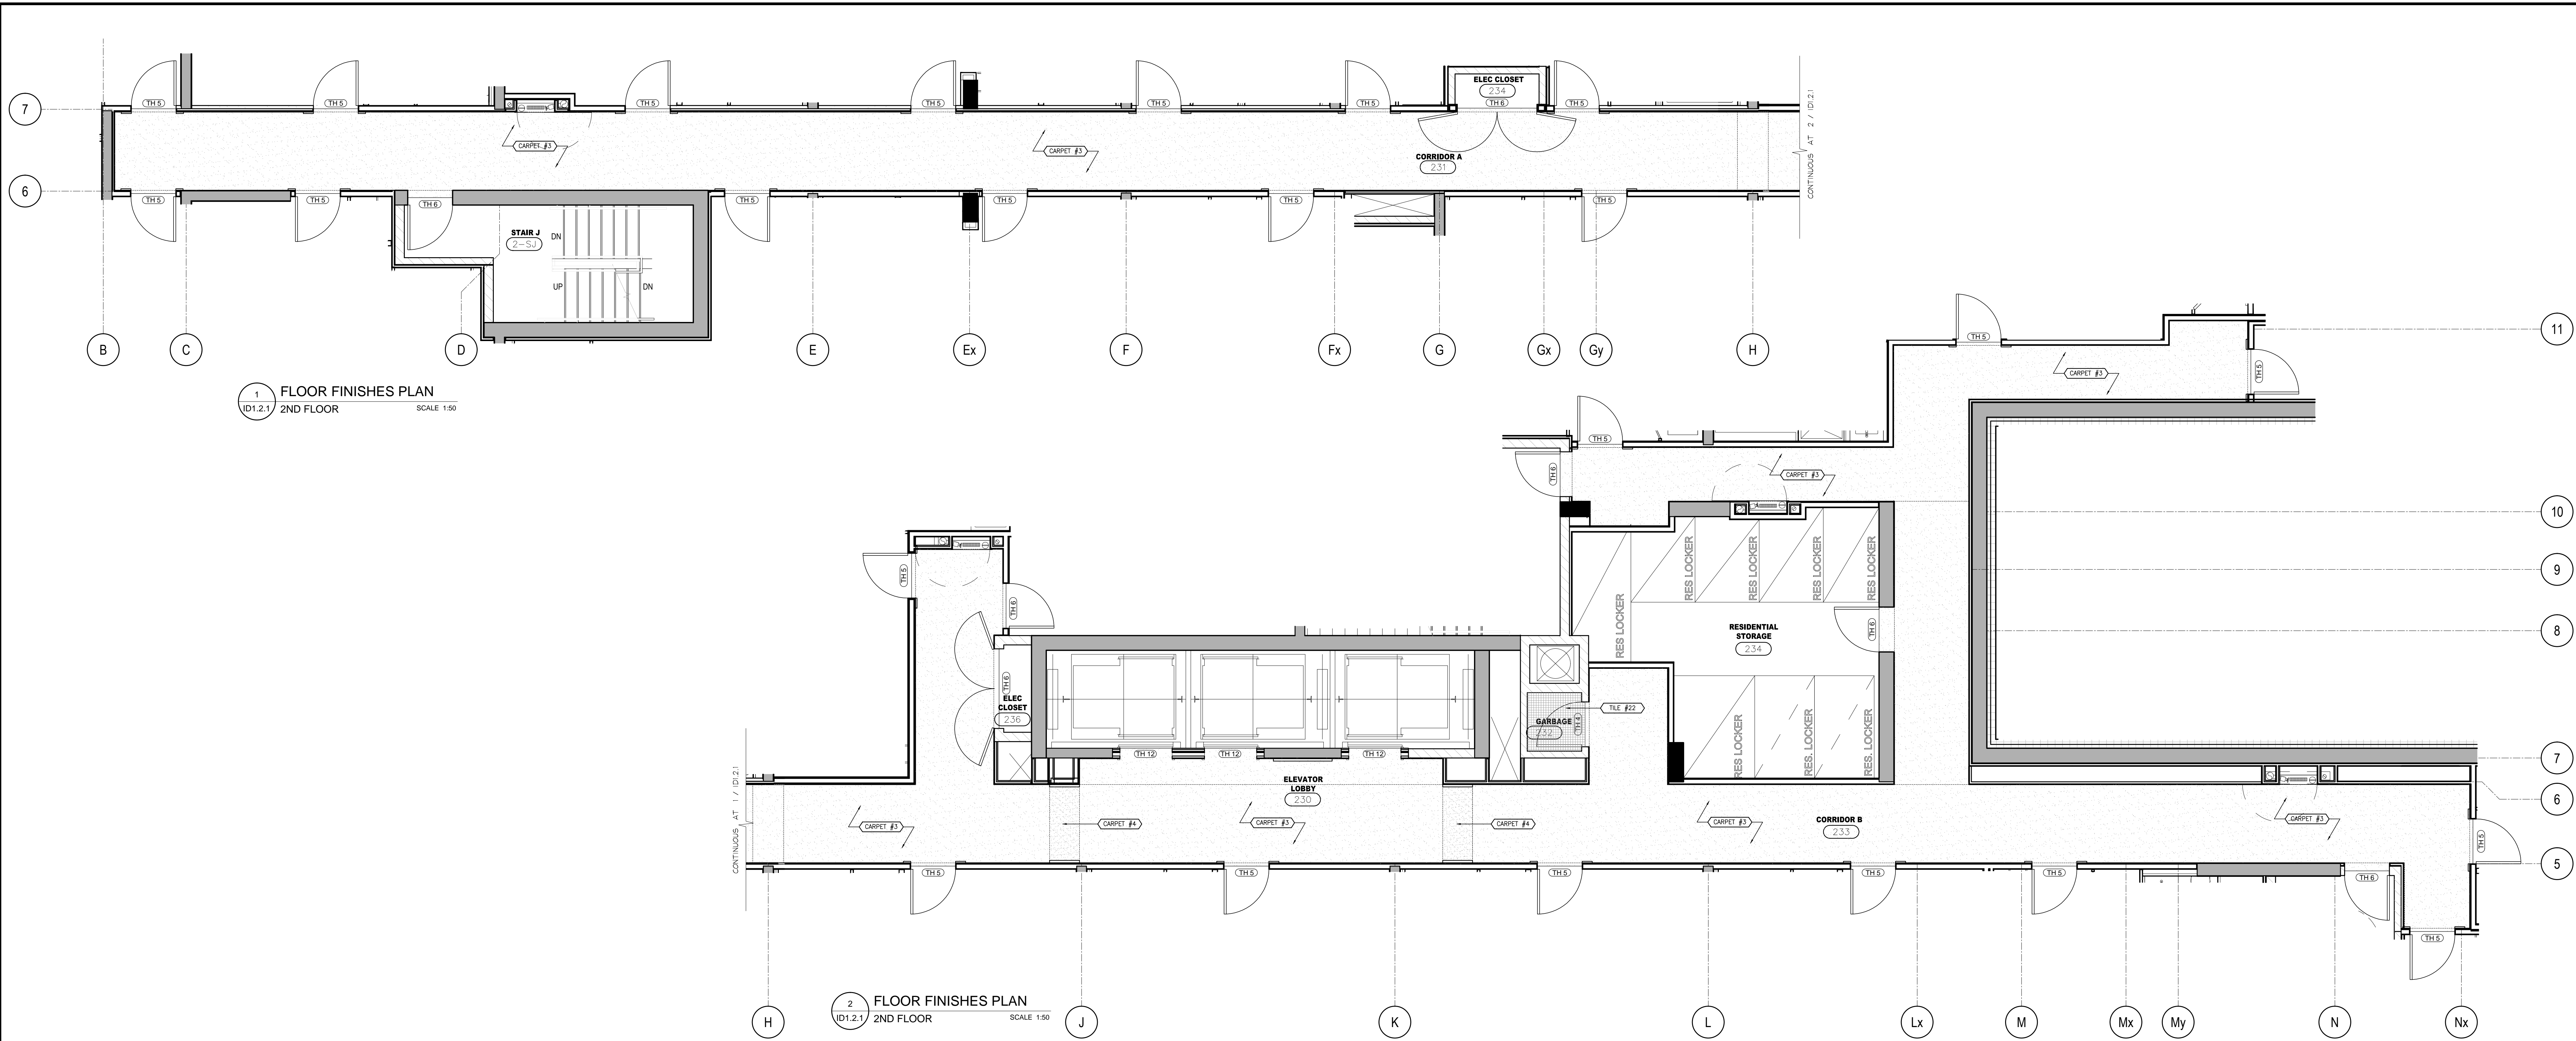 TH 5
TH 5
TH 5
TH 5
TH 5
TH 5
ELEC CLOSET
234
TH 6
TH 5
7
CARPET #3
CARPET #3
CORRIDOR A
231
CONTINUOUS AT 2 / ID1.2.1
6
TH 5
TH 5
TH 6
TH 5
TH 5
TH 5
TH 5
STAIR J
2-SJ
DN
UP
DN
B
C
D
E
Ex
F
Fx
G
Gx
Gy
H
1
ID1.2.1
FLOOR FINISHES PLAN
2ND FLOOR
SCALE 1:50
TH 5
11
CARPET #3
TH 5
TH 5
TH 6
CARPET #3
10
RES LOCKER
RES LOCKER
RES LOCKER
RES LOCKER
RES LOCKER
9
TH 5
TH 6
RESIDENTIAL
STORAGE
234
TH 6
8
TH 6
ELEC
CLOSET
236
GARBAGE
232
TH 4
TILE #22
RES LOCKER
RES. LOCKER
RES. LOCKER
TH 12
TH 12
TH 12
7
CONTINUOUS AT 1 / ID1.2.1
ELEVATOR
LOBBY
230
6
CARPET #3
CARPET #4
CARPET #3
CARPET #4
CARPET #3
CORRIDOR B
233
CARPET #3
TH 5
5
TH 5
TH 5
TH 5
TH 5
TH 5
TH 6
TH 5
2
ID1.2.1
FLOOR FINISHES PLAN
2ND FLOOR
SCALE 1:50
H
J
K
L
Lx
M
Mx
My
N
Nx